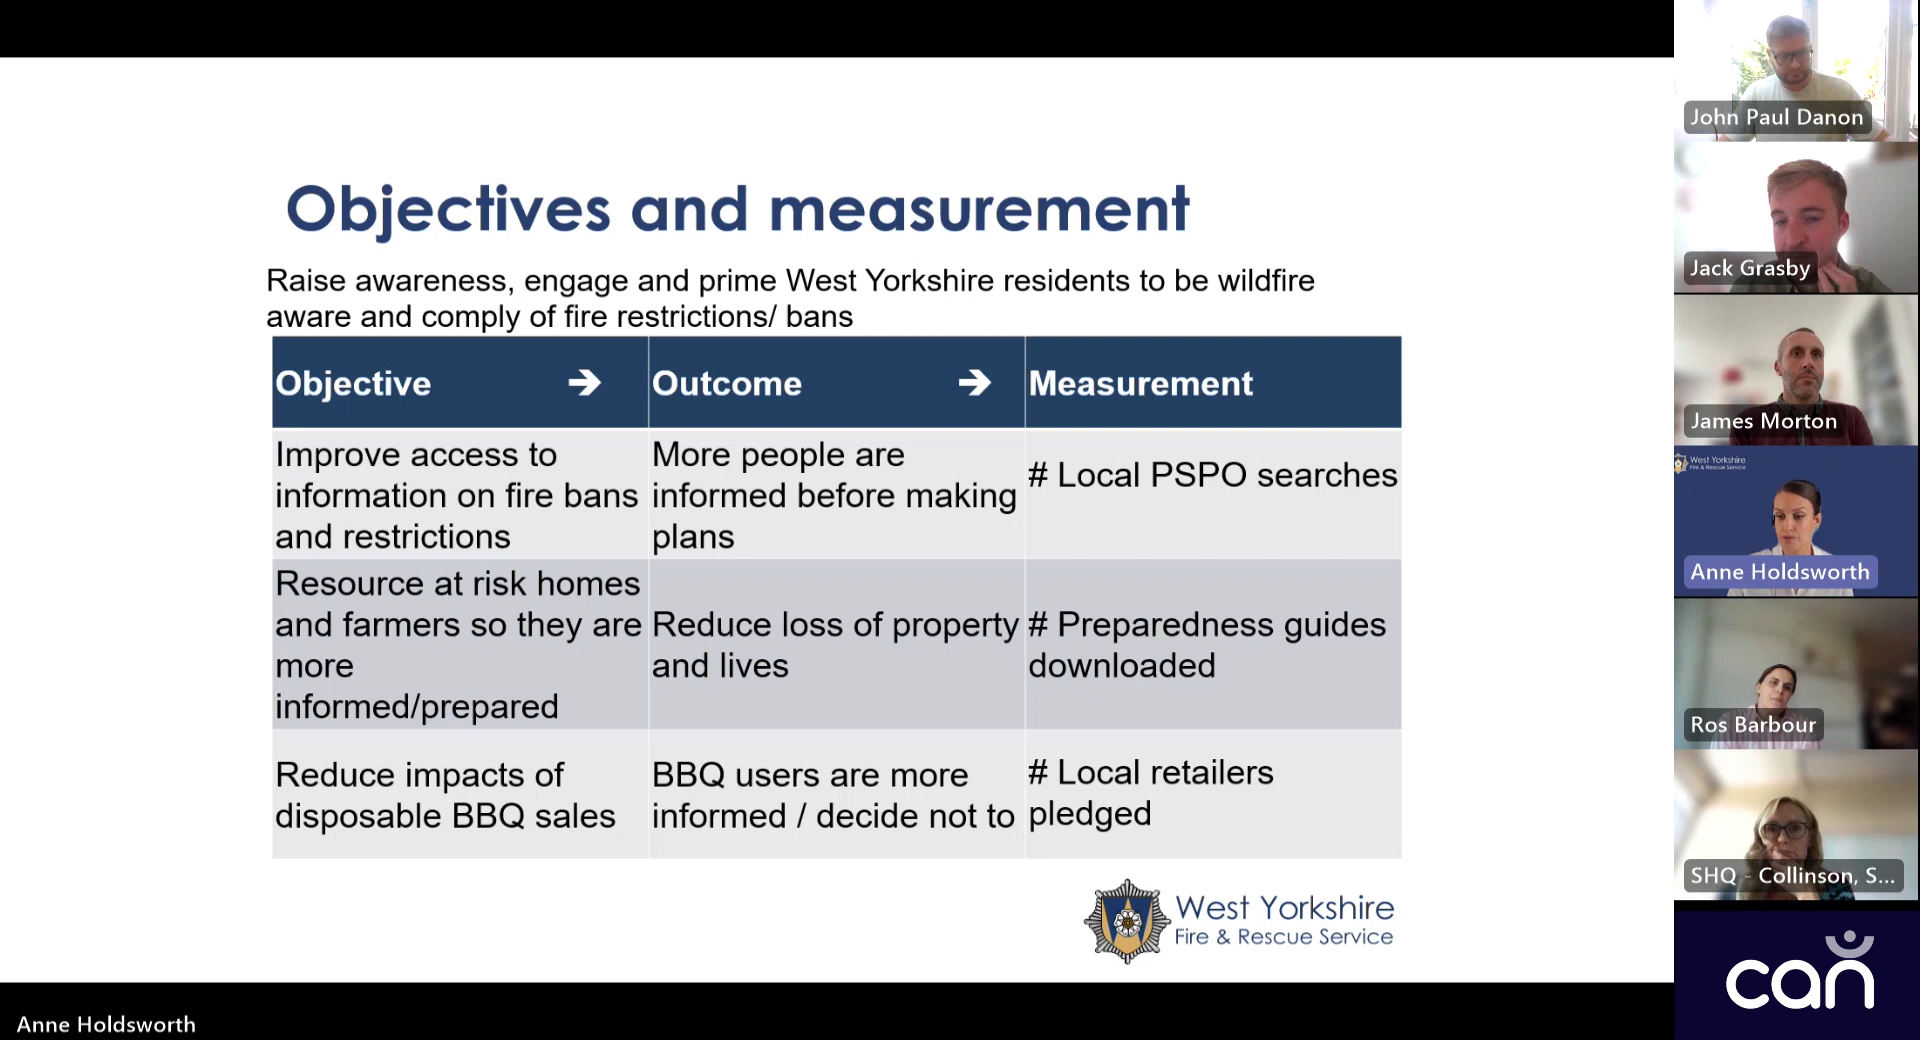 Objectives and measurement
Raise awareness, engage and prime West Yorkshire residents to be wildfire
aware and comply of fire restrictions/ bans
Objective → Outcome → Measurement
Improve access to
information on fire bans
and restrictions
More people are
informed before making
plans
# Local PSPO searches
Resource at risk homes
and farmers so they are
more
informed/prepared
Reduce loss of property
and lives
# Preparedness guides
downloaded
Reduce impacts of
disposable BBQ sales
BBQ users are more
informed / decide not to
# Local retailers
pledged
West Yorkshire
Fire & Rescue Service
Anne Holdsworth
John Paul Danon
Jack Grasby
James Morton
West Yorkshire
Fire & Rescue Service
Anne Holdsworth
Ros Barbour
SHQ - Collinson, S...
can